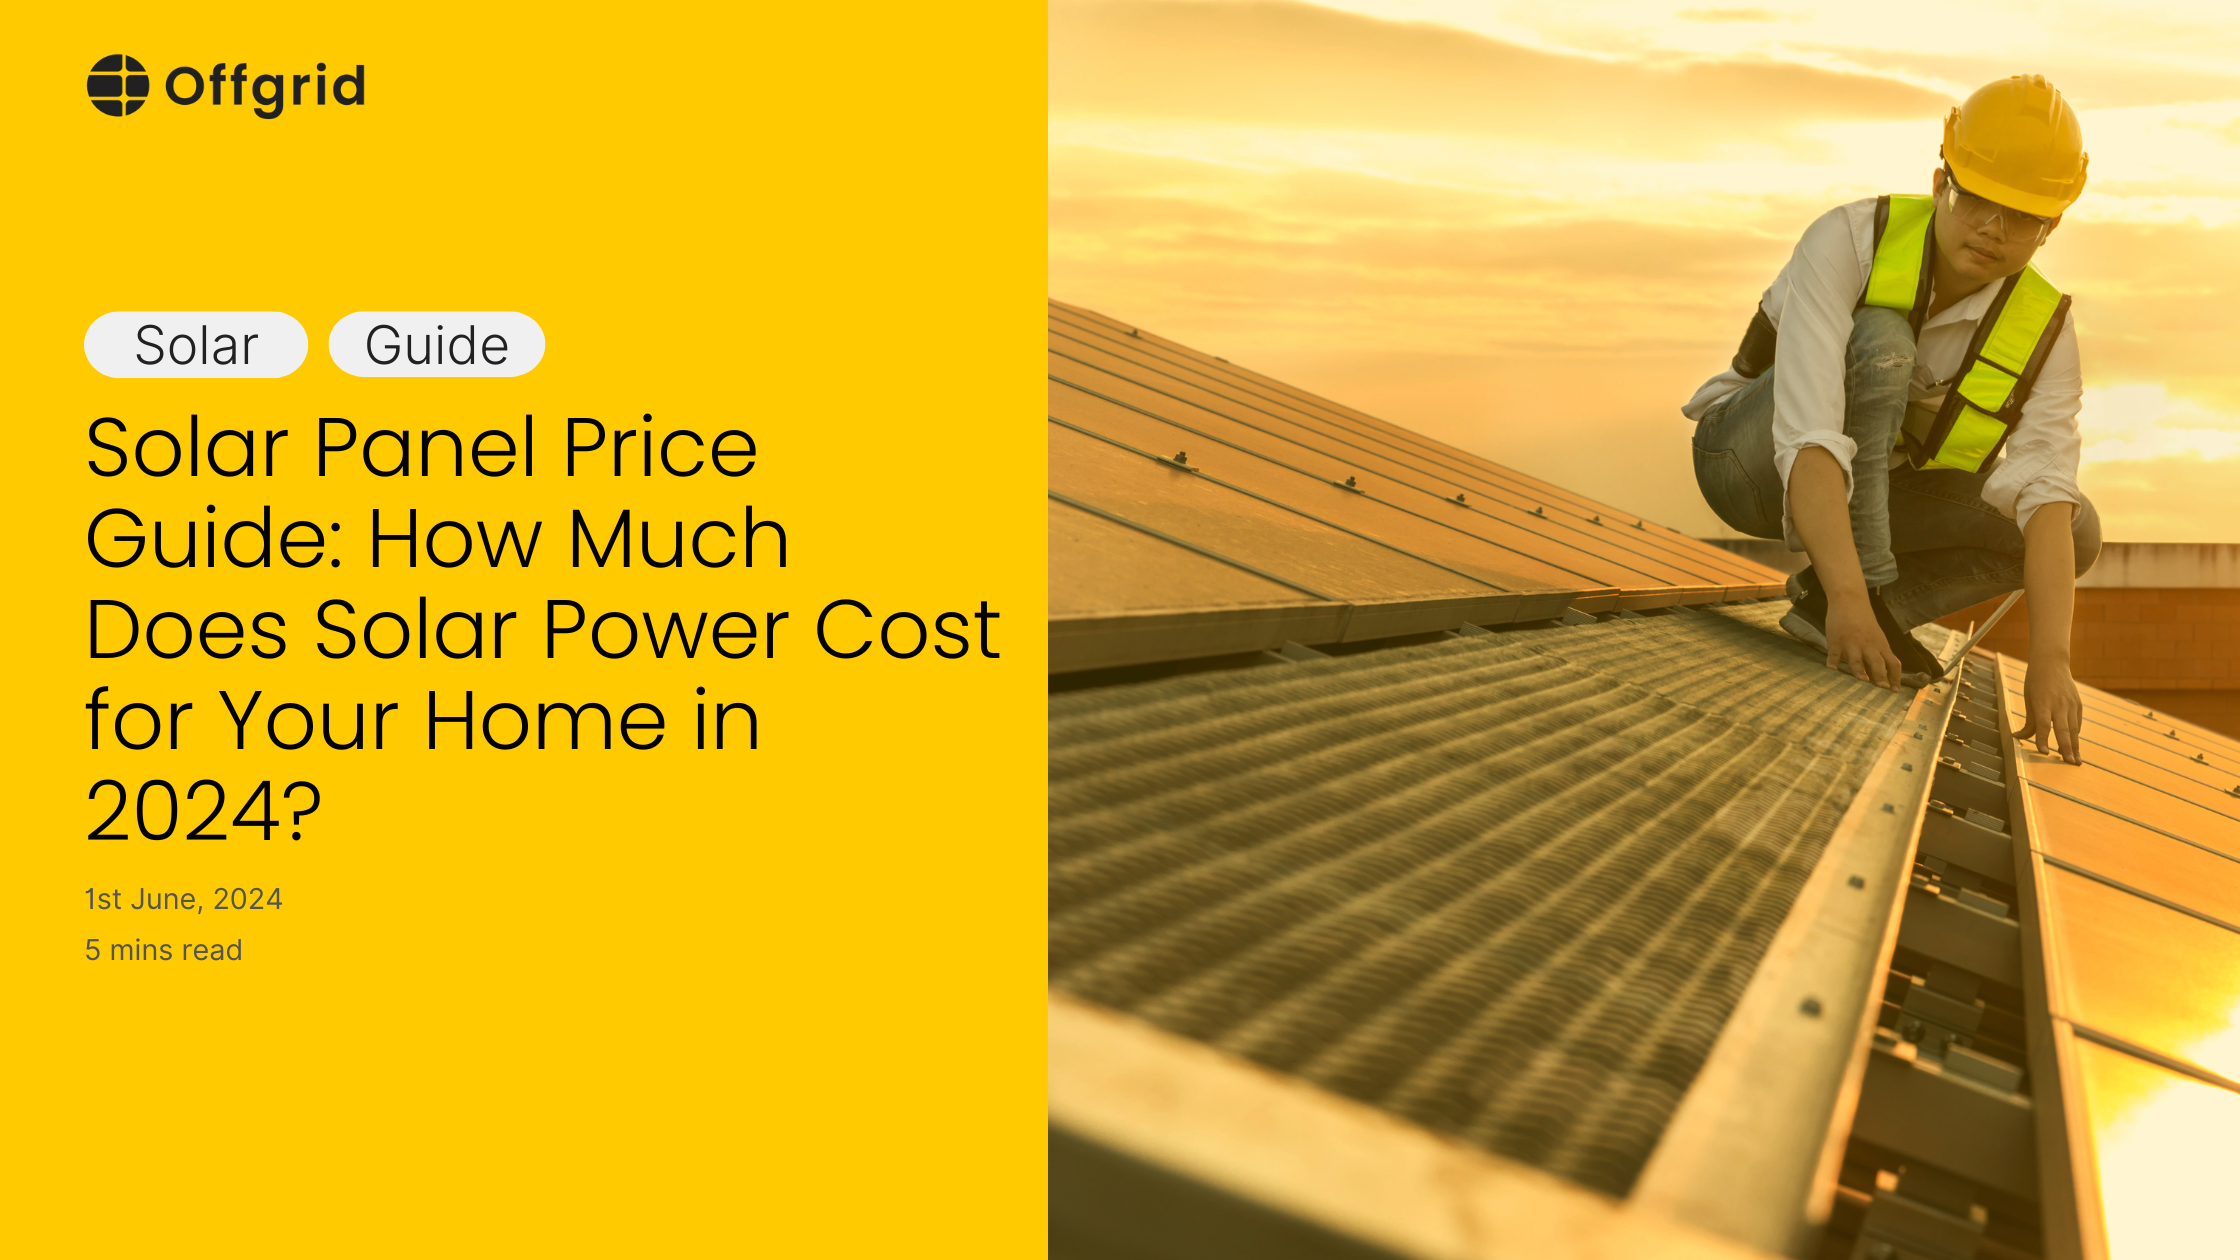 Offgrid
Solar
Guide
Solar Panel Price
Guide: How Much
Does Solar Power Cost
for Your Home in
2024?
1st June, 2024
5 mins read